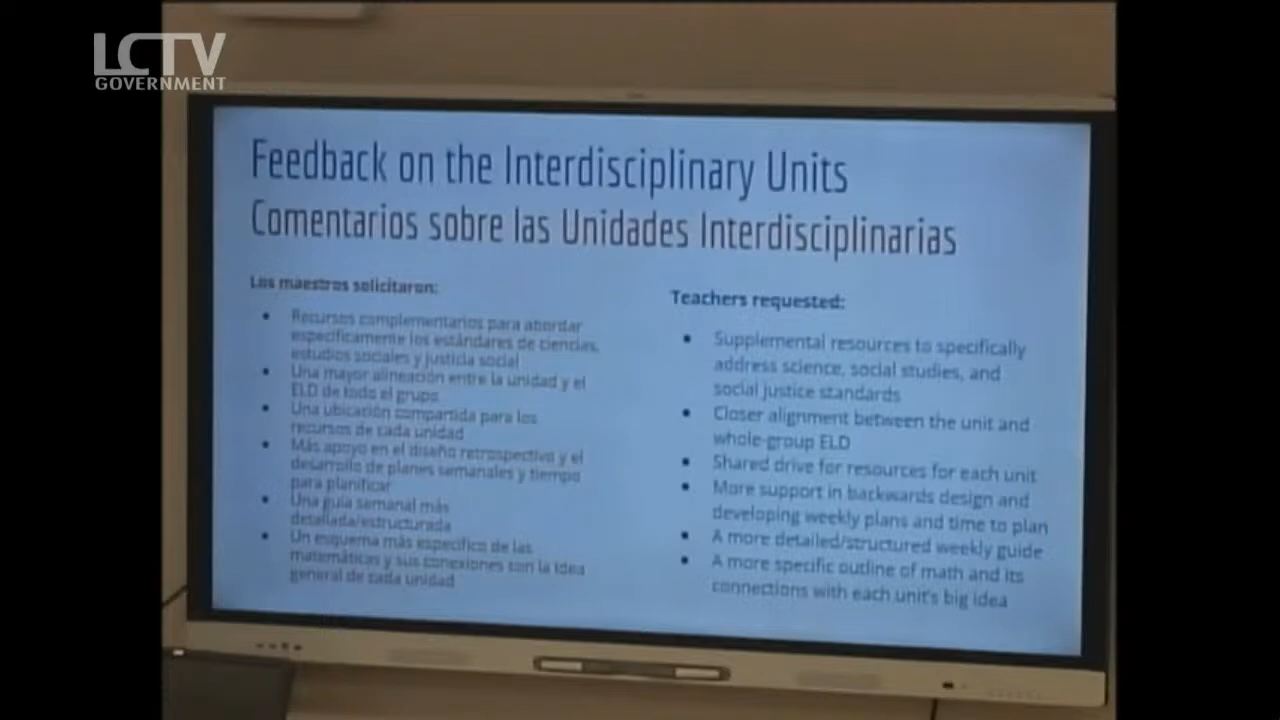 LCTV
GOVERNMENT
Feedback on the Interdisciplinary Units
Comentarios sobre las Unidades Interdisciplinarias
Los maestros solicitaron:
• Recursos complementarios para abordar
específicamente los estándares de ciencias,
estudios sociales y justicia social
• Una mayor alineación entre la unidad y el
ELD de todo el grupo
• Una ubicación compartida para los
recursos de cada unidad
• Más apoyo en el diseño retrospectivo y el
desarrollo de planes semanales y tiempo
para planificar
• Una guía semanal más
detallada/estructurada
• Un esquema más específico de las
matemáticas y sus conexiones con la idea
general de cada unidad
Teachers requested:
• Supplemental resources to specifically
address science, social studies, and
social justice standards
• Closer alignment between the unit and
whole-group ELD
• Shared drive for resources for each unit
• More support in backwards design and
developing weekly plans and time to plan
• A more detailed/structured weekly guide
• A more specific outline of math and its
connections with each unit's big idea